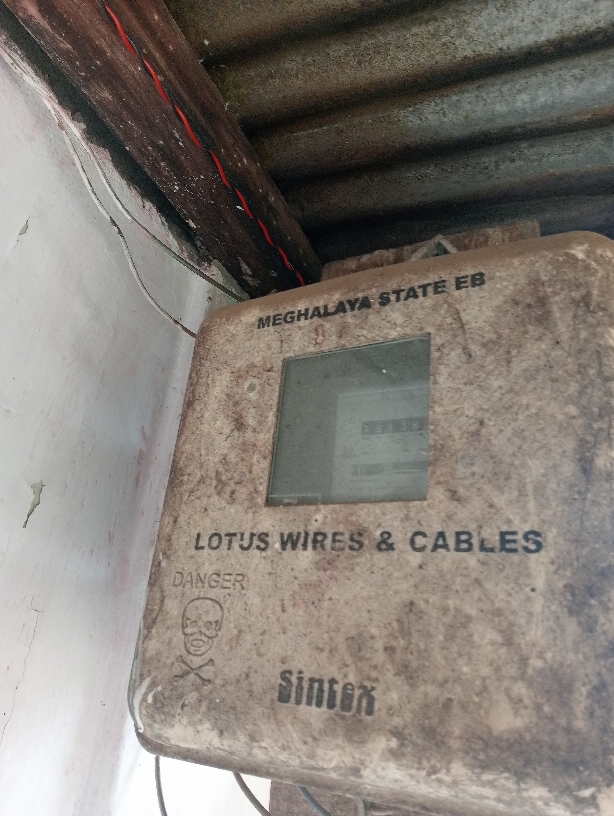 MEGHALAYA STATE EB
LOTUS WIRES & CABLES
DANGER
Sintex